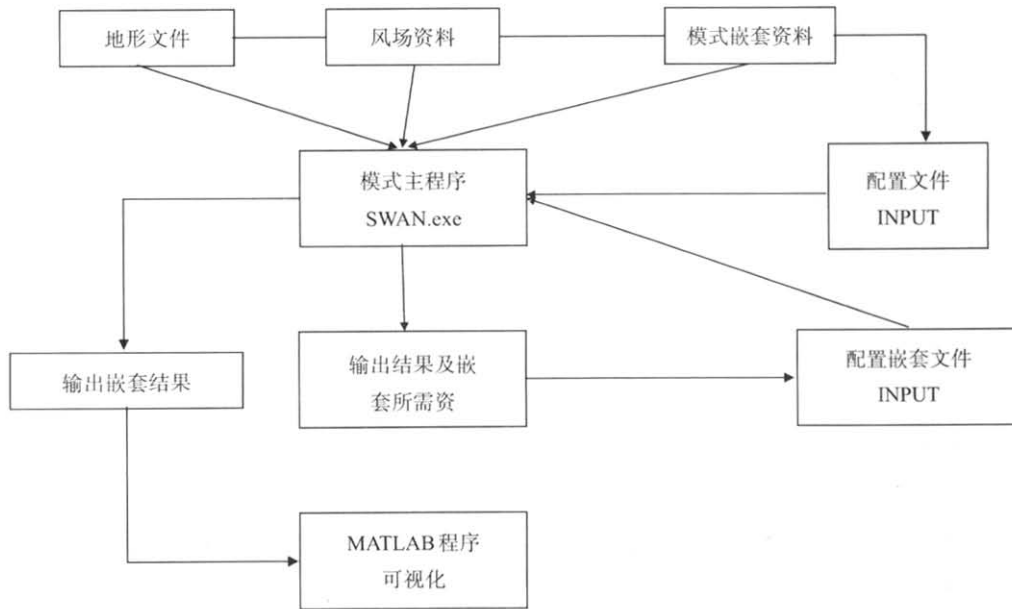 地形文件
风场资料
模式嵌套资料
模式主程序
SWAN.exe
配置文件
INPUT
输出嵌套结果
输出结果及嵌
套所需资
配置嵌套文件
INPUT
MATLAB程序
可视化